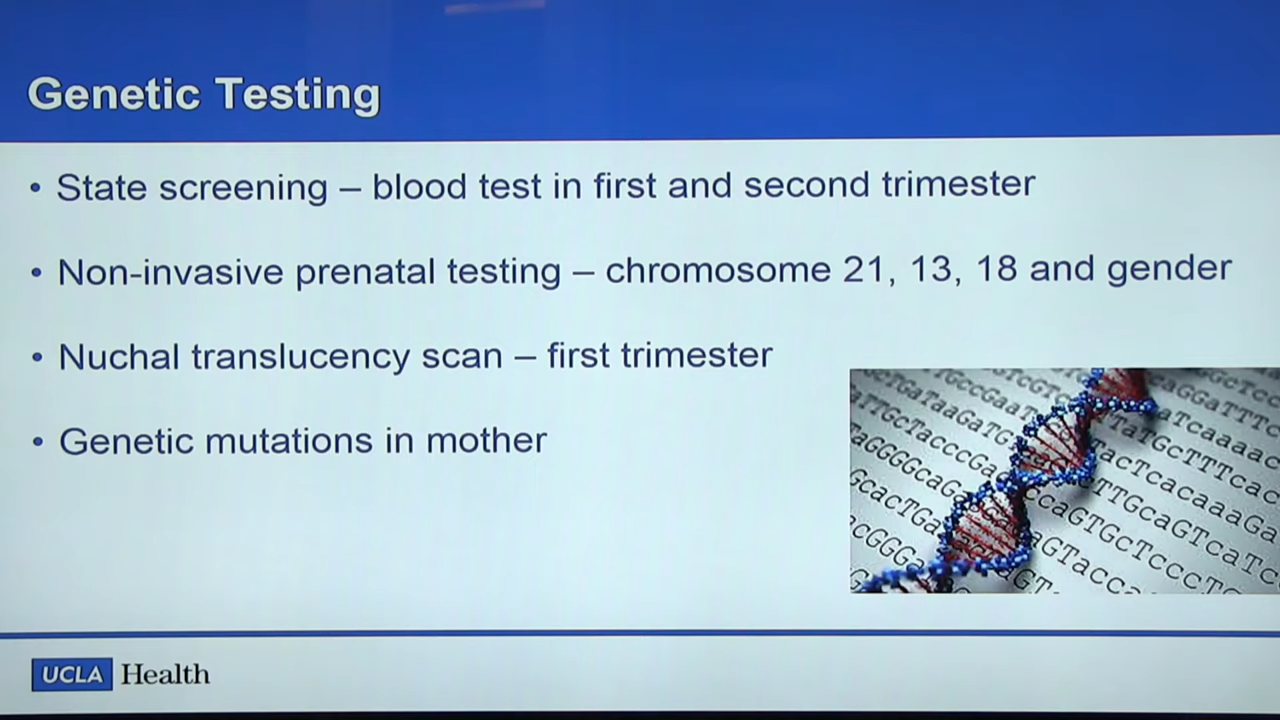 Genetic Testing
• State screening – blood test in first and second trimester
• Non-invasive prenatal testing – chromosome 21, 13, 18 and gender
• Nuchal translucency scan – first trimester
• Genetic mutations in mother
UCLA Health